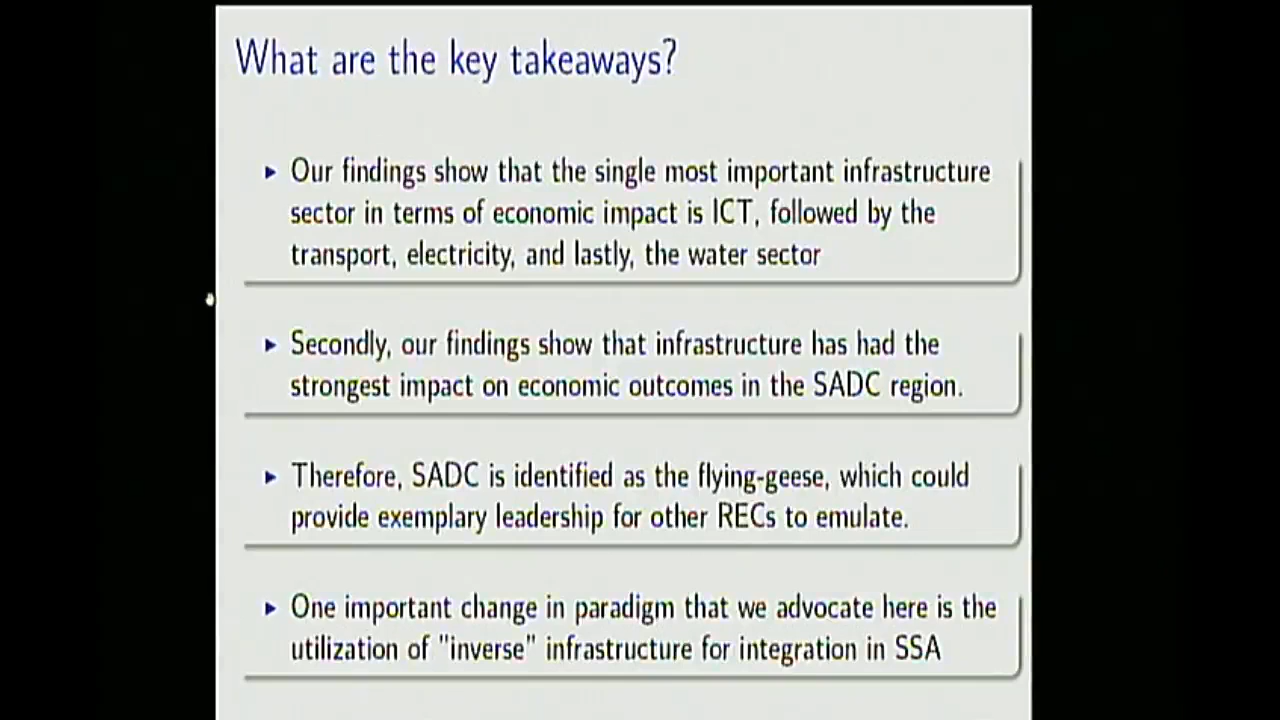 What are the key takeaways?
Our findings show that the single most important infrastructure
sector in terms of economic impact is ICT, followed by the
transport, electricity, and lastly, the water sector
Secondly, our findings show that infrastructure has had the
strongest impact on economic outcomes in the SADC region.
Therefore, SADC is identified as the flying-geese, which could
provide exemplary leadership for other RECs to emulate.
One important change in paradigm that we advocate here is the
utilization of "inverse" infrastructure for integration in SSA